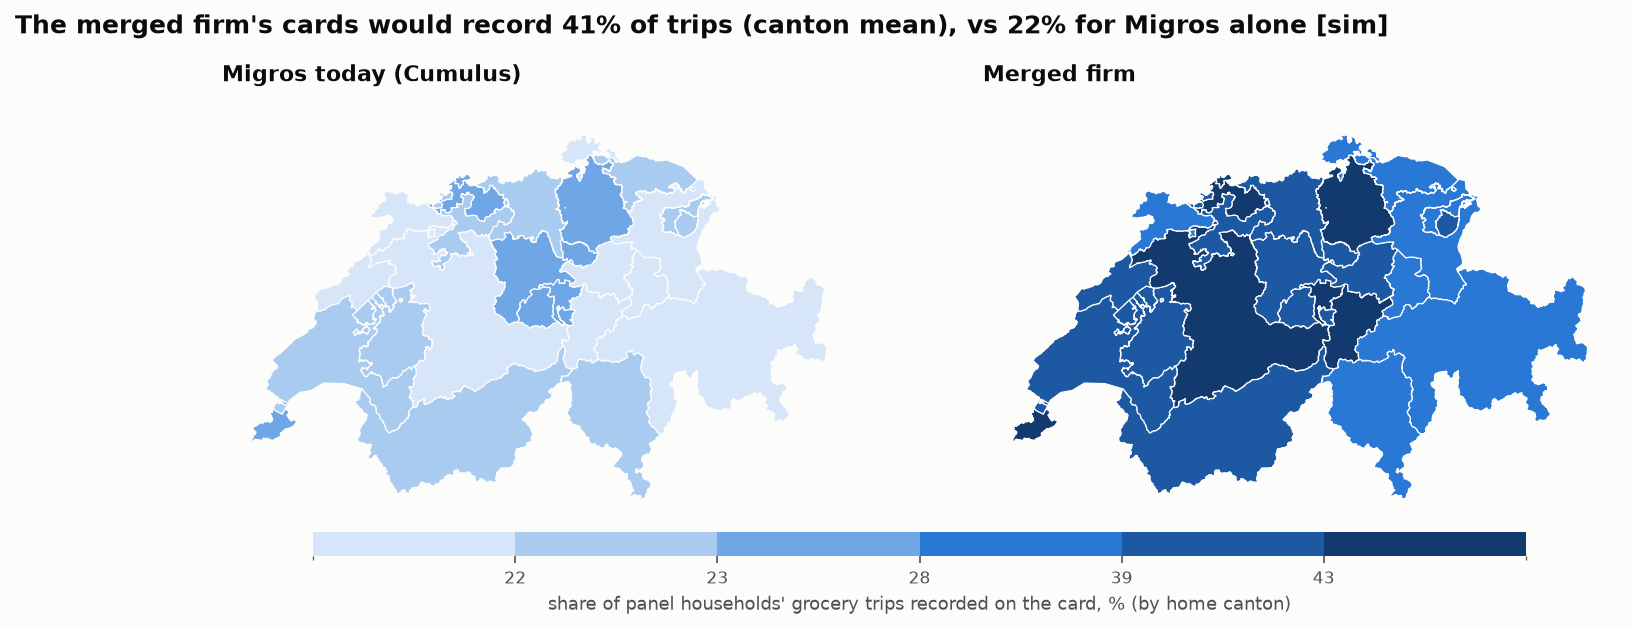 The merged firm's cards would record 41% of trips (canton mean), vs 22% for Migros alone [sim]
Migros today (Cumulus)
Merged firm
22
23
28
39
43
share of panel households' grocery trips recorded on the card, % (by home canton)